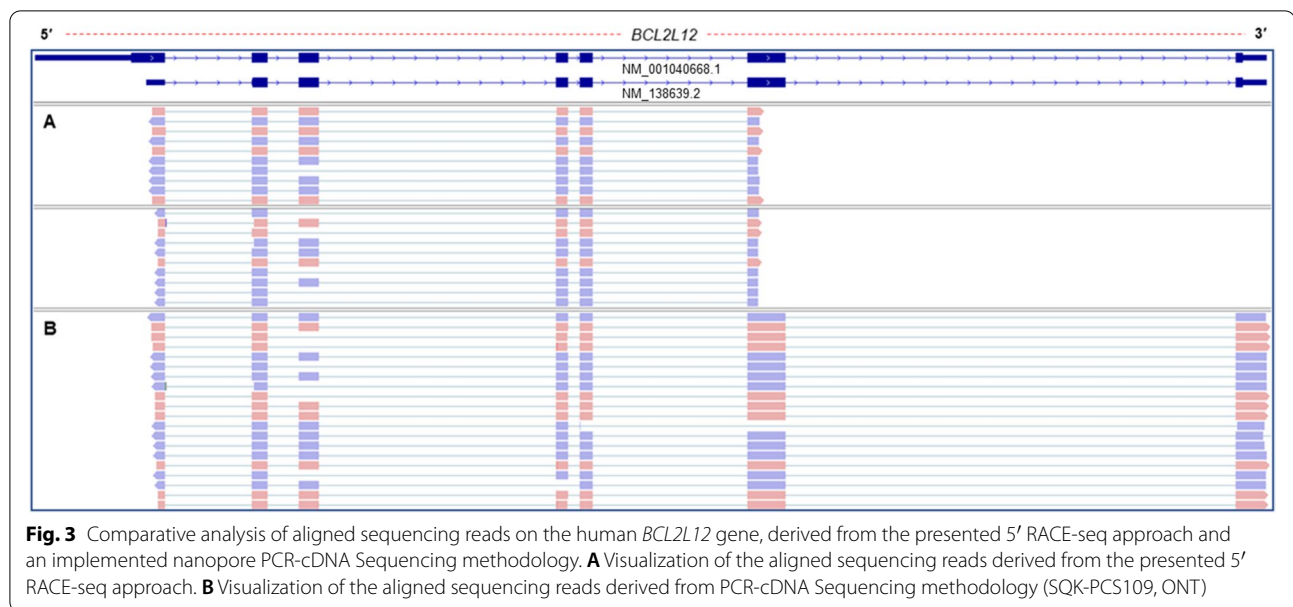 5′ BCL2L12 3′
NM_001040668.1
NM_138639.2
A
B
Fig. 3 Comparative analysis of aligned sequencing reads on the human BCL2L12 gene, derived from the presented 5′ RACE-seq approach and
an implemented nanopore PCR-cDNA Sequencing methodology. A Visualization of the aligned sequencing reads derived from the presented 5′
RACE-seq approach. B Visualization of the aligned sequencing reads derived from PCR-cDNA Sequencing methodology (SQK-PCS109, ONT)